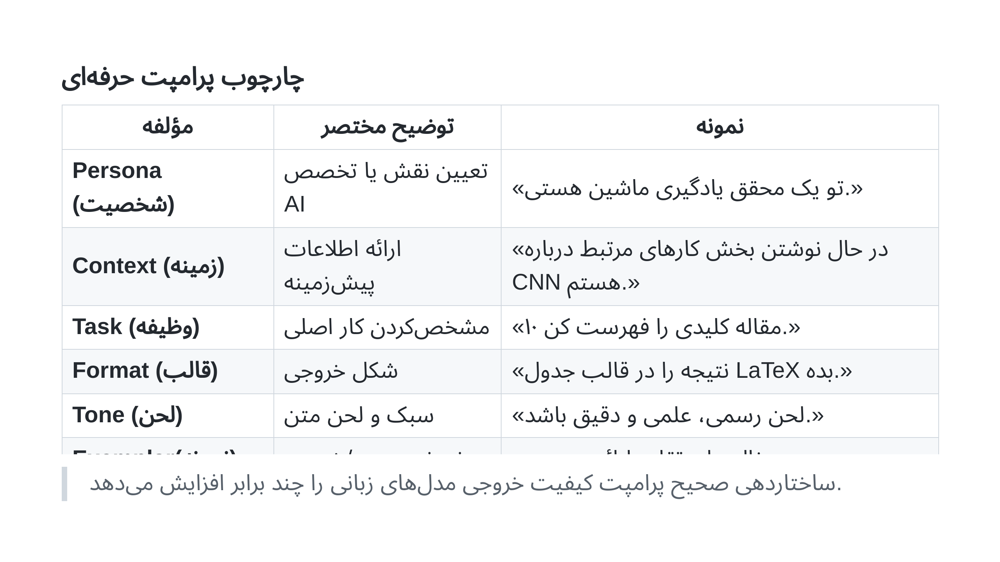 چارچوب پرامپت حرفه‌ای
مؤلفه
توضیح مختصر
نمونه
Persona
(شخصیت)
تعیین نقش یا تخصص
AI
«تو یک محقق یادگیری ماشین هستی.»
Context (زمینه)
ارائه اطلاعات
پیش‌زمینه
«در حال نوشتن بخش کارهای مرتبط درباره
CNN هستم.»
Task (وظیفه)
مشخص‌کردن کار اصلی
«۱۰ مقاله کلیدی را فهرست کن.»
Format (قالب)
شکل خروجی
«نتیجه را در قالب جدول LaTeX بده.»
Tone (لحن)
سبک و لحن متن
«لحن رسمی، علمی و دقیق باشد.»
ساختاردهی صحیح پرامپت کیفیت خروجی مدل‌های زبانی را چند برابر افزایش می‌دهد.